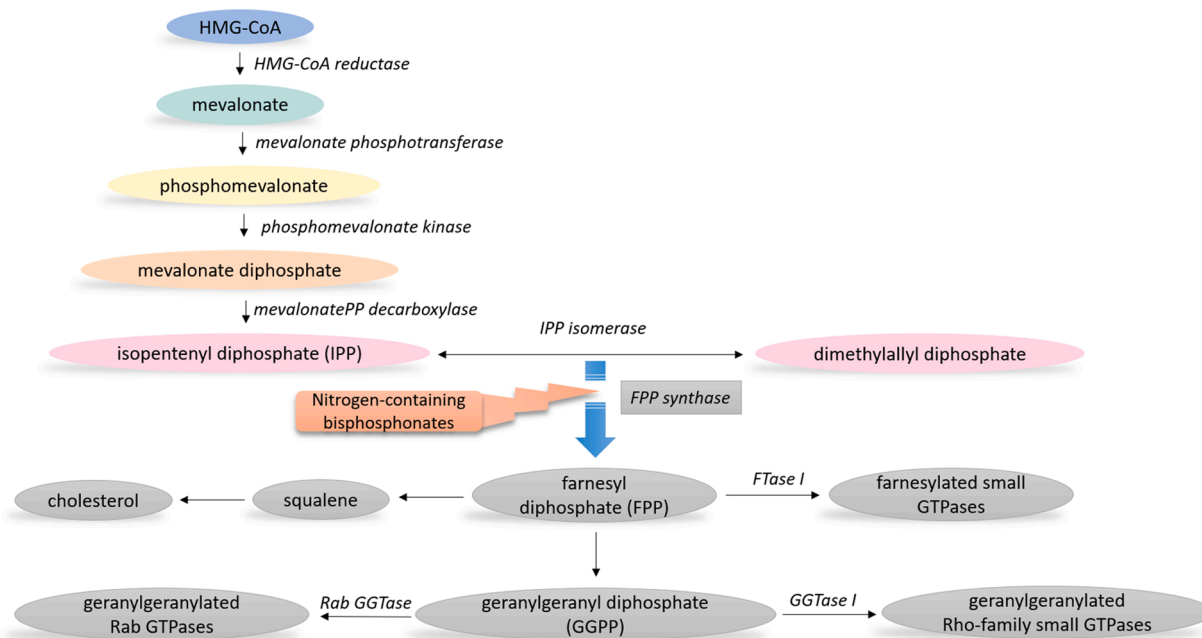 HMG-CoA
HMG-CoA reductase
mevalonate
mevalonate phosphotransferase
phosphomevalonate
phosphomevalonate kinase
mevalonate diphosphate
mevalonatePP decarboxylase
IPP isomerase
isopentenyl diphosphate (IPP)
dimethylallyl diphosphate
Nitrogen-containing
bisphosphonates
FPP synthase
cholesterol
squalene
farnesyl
diphosphate (FPP)
FTase I
farnesylated small
GTPases
geranylgeranylated
Rab GTPases
Rab GGTase
geranylgeranyl diphosphate
(GGPP)
GGTase I
geranylgeranylated
Rho-family small GTPases